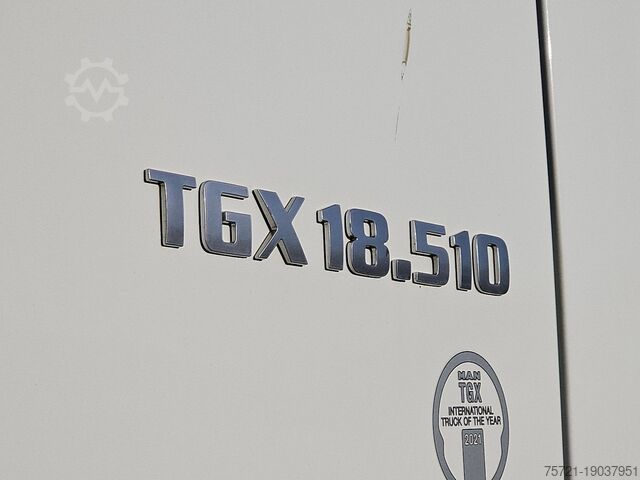 TGX 18.510
MAN
TGX
INTERNATIONAL
TRUCK OF THE YEAR
2021
75721-19037951